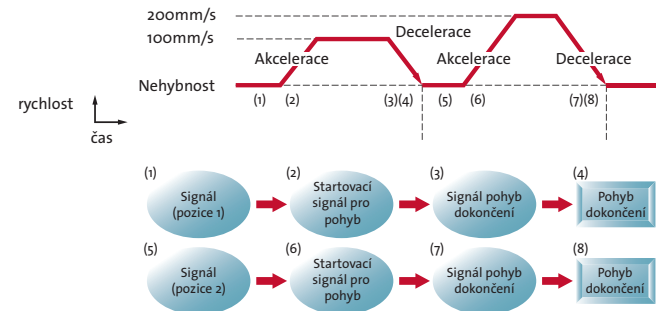 200mm/s
100mm/s
Decelerace
Akcelerace
Akcelerace
Decelerace
Nehybnost
(1)
(2)
(3)(4)
(5)
(6)
(7)(8)
rychlost
čas
(1)
Signál
(pozice 1)
(2)
Startovací
signál pro
pohyb
(3)
Signál pohyb
dokončení
(4)
Pohyb
dokončení
(5)
Signál
(pozice 2)
(6)
Startovací
signál pro
pohyb
(7)
Signál pohyb
dokončení
(8)
Pohyb
dokončení